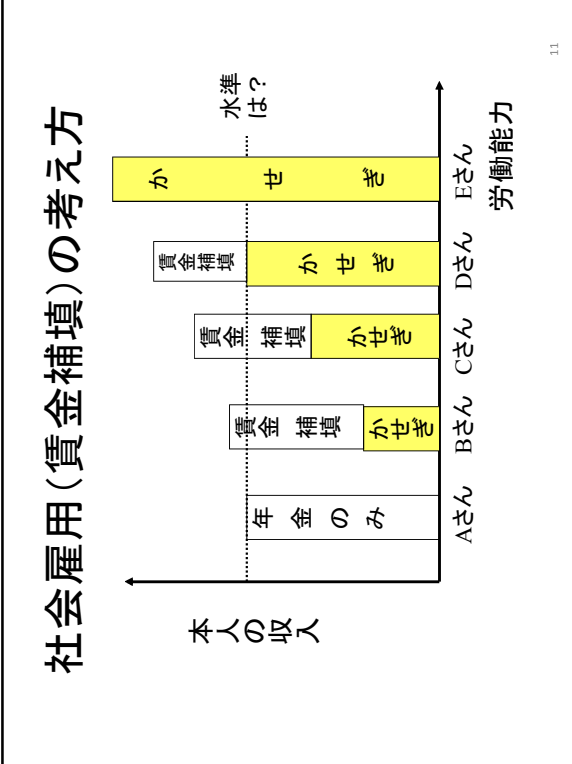 社会雇用(賃金補填)の考え方
本人の収入
水準
は?
年金のみ
賃金 補填
かせぎ
賃金 補填
かせぎ
賃金
補填
かせぎ
かせぎ
Aさん
Bさん
Cさん
Dさん
Eさん
労働能力
11